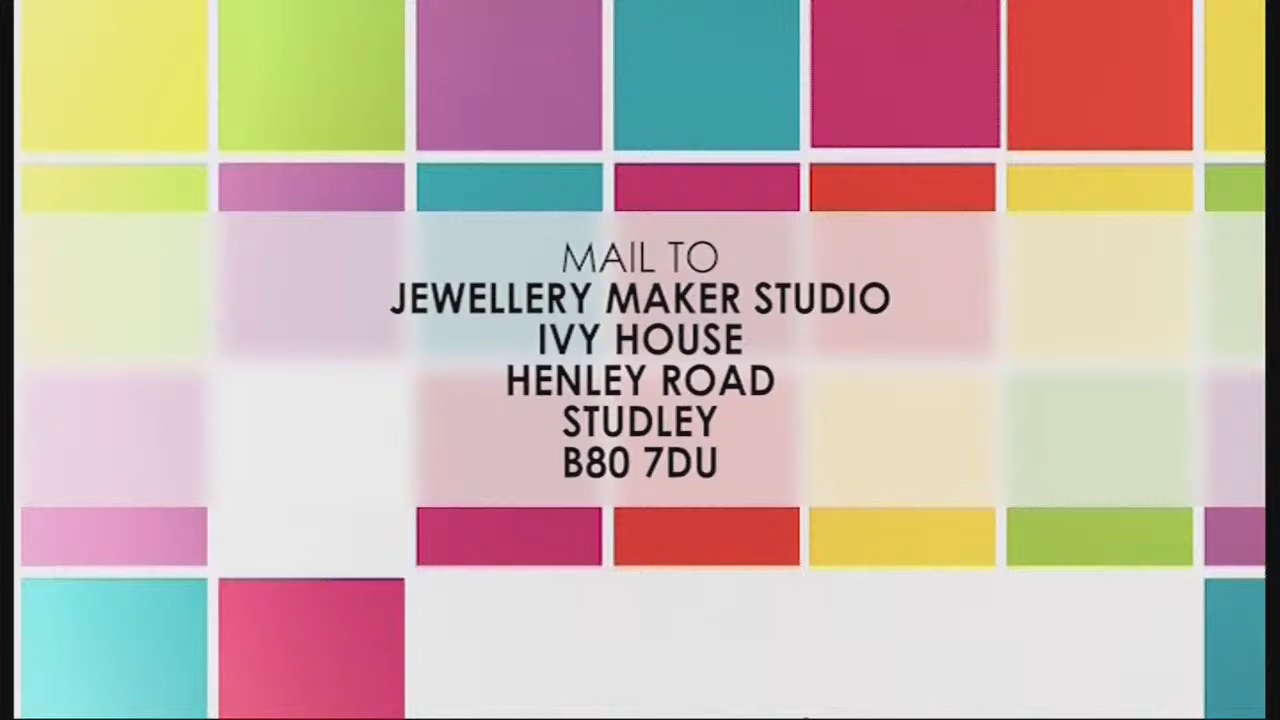 MAIL TO
JEWELLERY MAKER STUDIO
IVY HOUSE
HENLEY ROAD
STUDLEY
B80 7DU